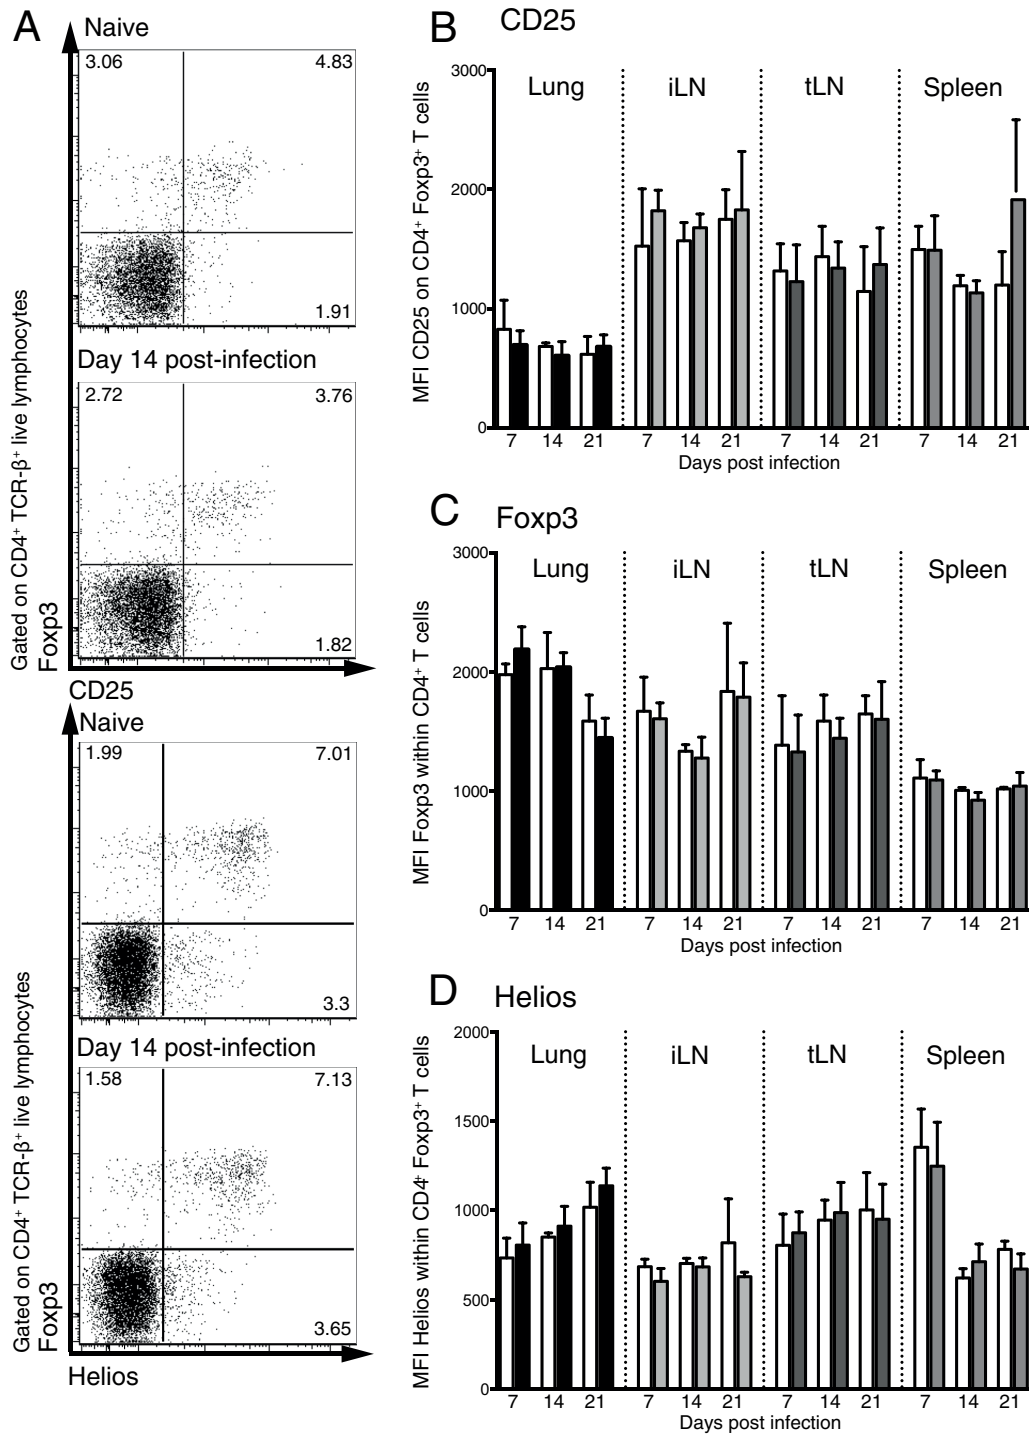 A
Naive
3.06 4.83
1.91
Day 14 post-infection
2.72 3.76
1.82
Gated on CD4⁺ TCR-β⁺ live lymphocytes
Foxp3
CD25
Naive
1.99 7.01
3.3
Day 14 post-infection
1.58 7.13
3.65
Gated on CD4⁺ TCR-β⁺ live lymphocytes
Foxp3
Helios
B CD25
MFI CD25 on CD4⁺ Foxp3⁺ T cells
3000
2000
1000
0
Lung iLN tLN Spleen
7 14 21 7 14 21 7 14 21 7 14 21
Days post infection
C Foxp3
MFI Foxp3 within CD4⁺ T cells
3000
2000
1000
0
Lung iLN tLN Spleen
7 14 21 7 14 21 7 14 21 7 14 21
Days post infection
D Helios
MFI Helios within CD4⁺ Foxp3⁺ T cells
2000
1500
1000
500
0
Lung iLN tLN Spleen
7 14 21 7 14 21 7 14 21 7 14 21
Days post infection